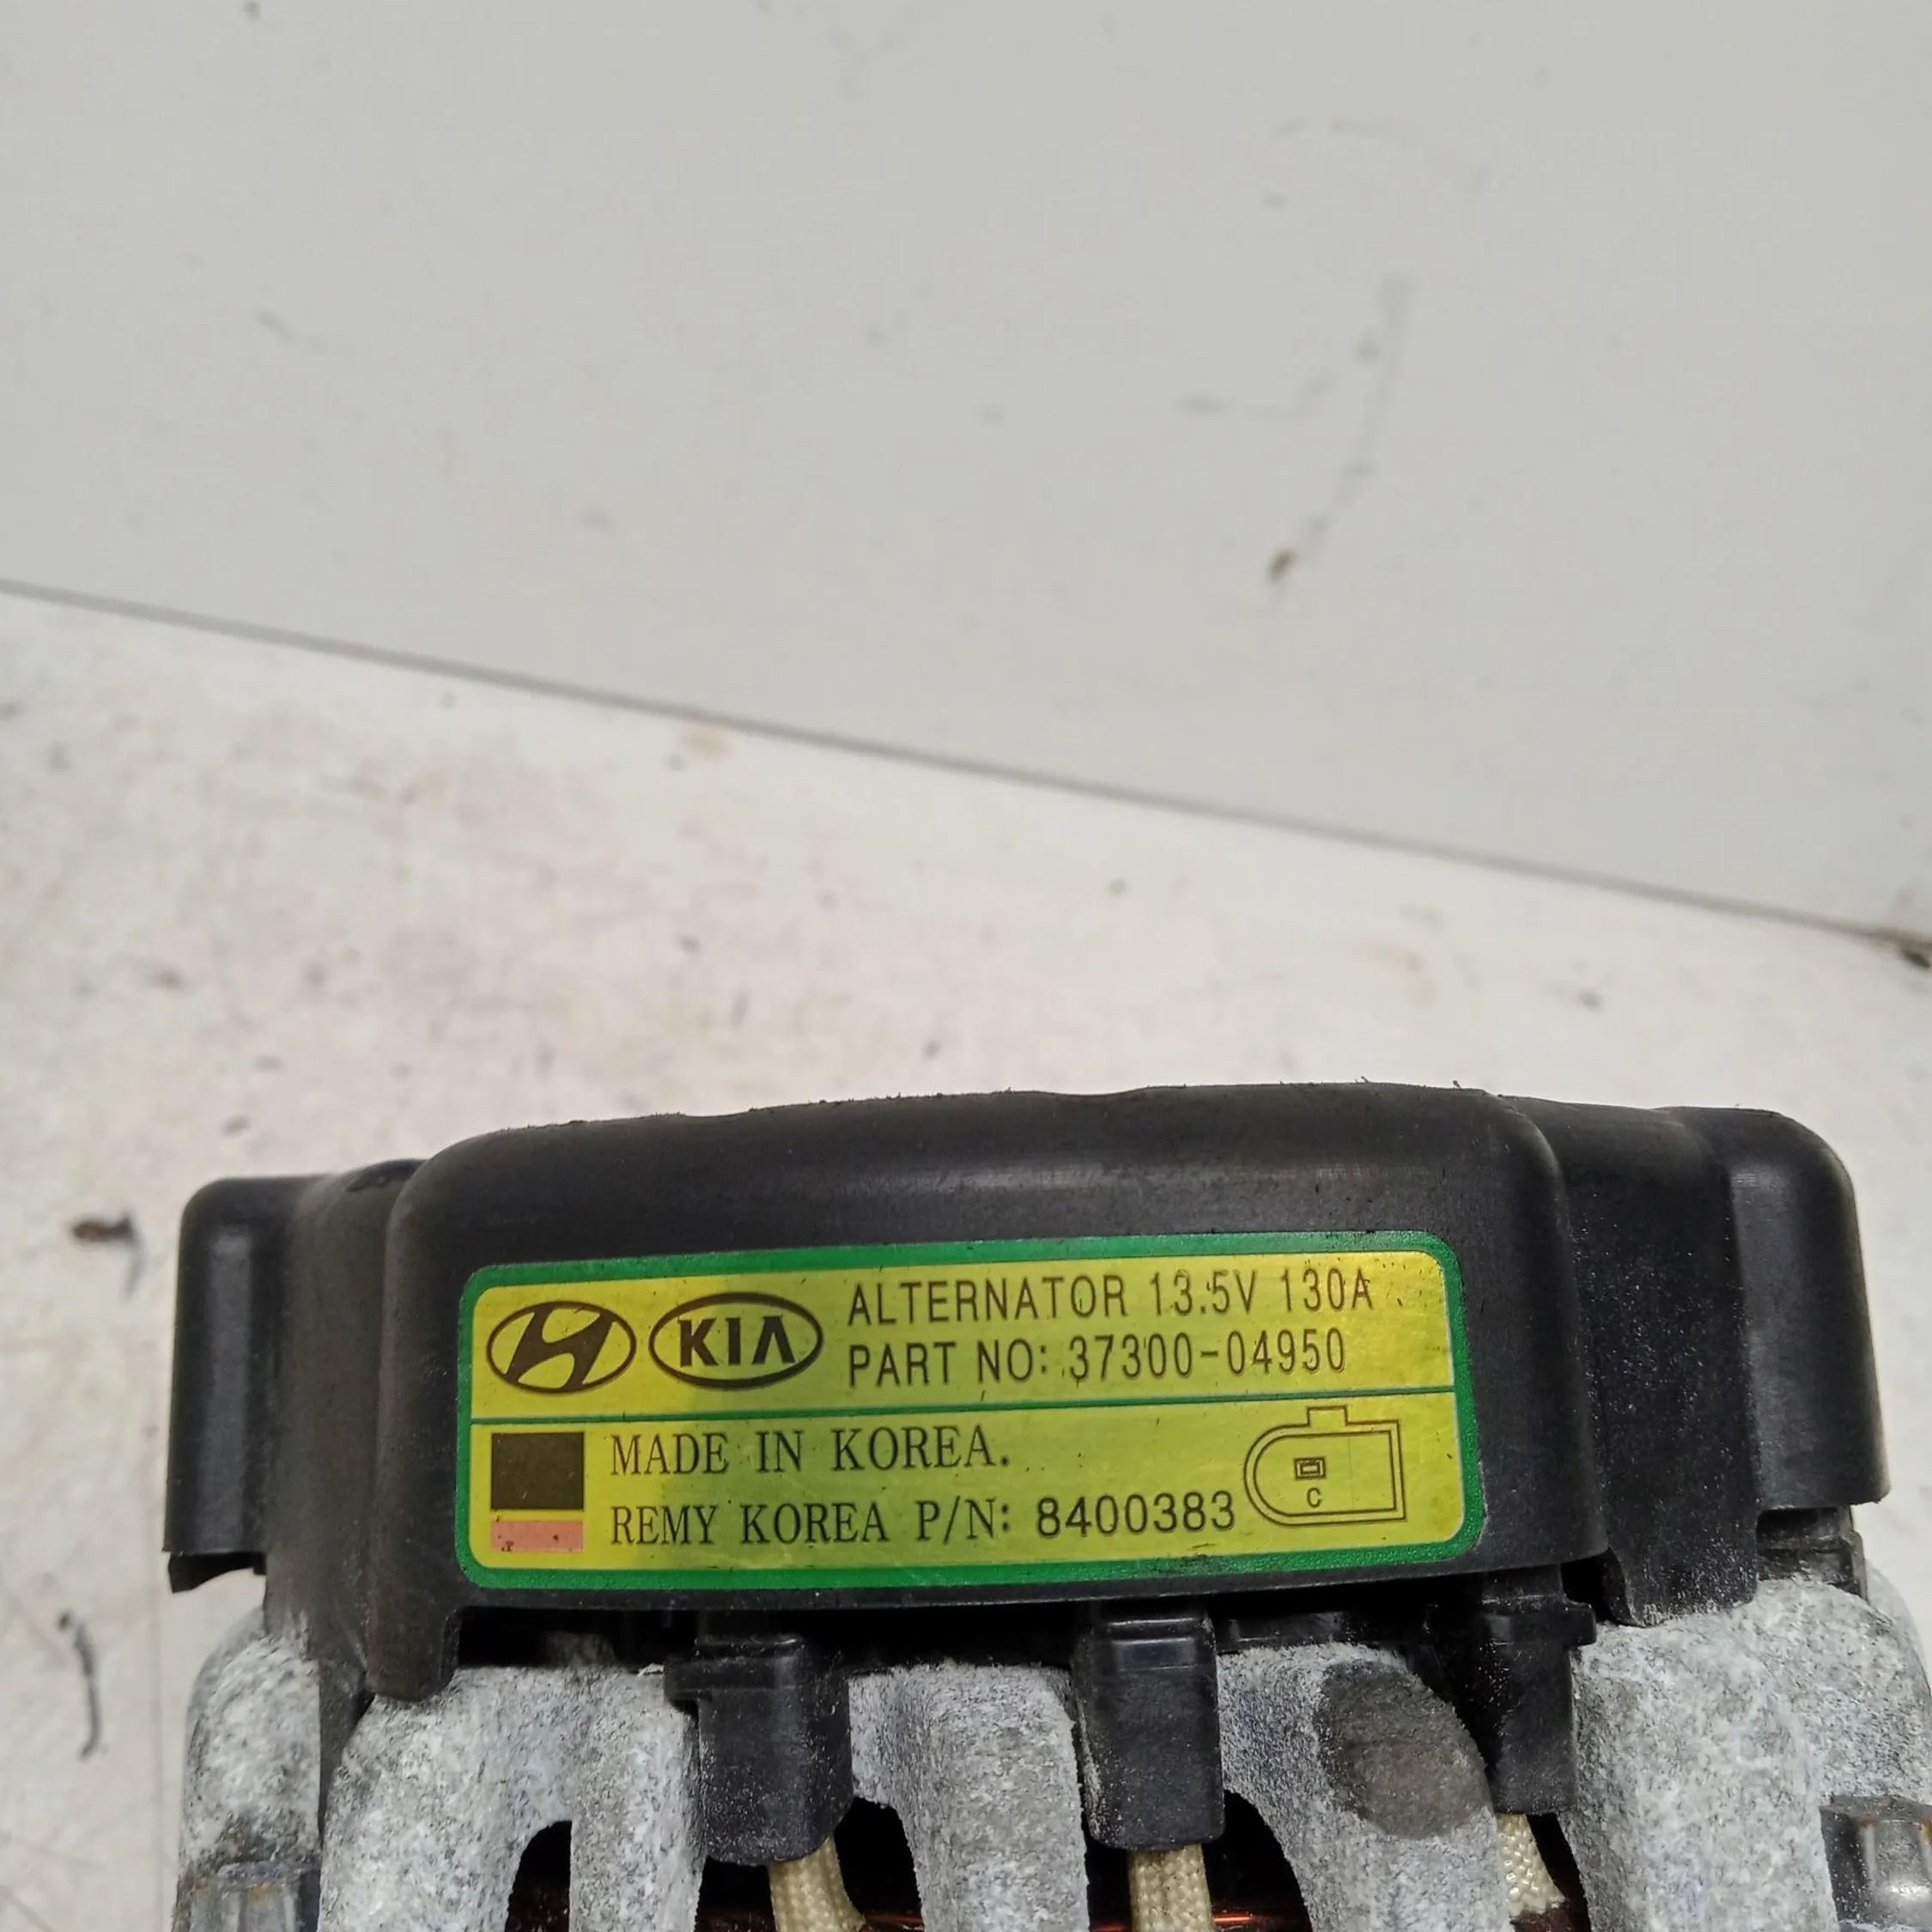 KIA
ALTERNATOR 13.5V 130A
PART NO: 37300-04950
MADE IN KOREA.
REMY KOREA P/N: 8400383
C